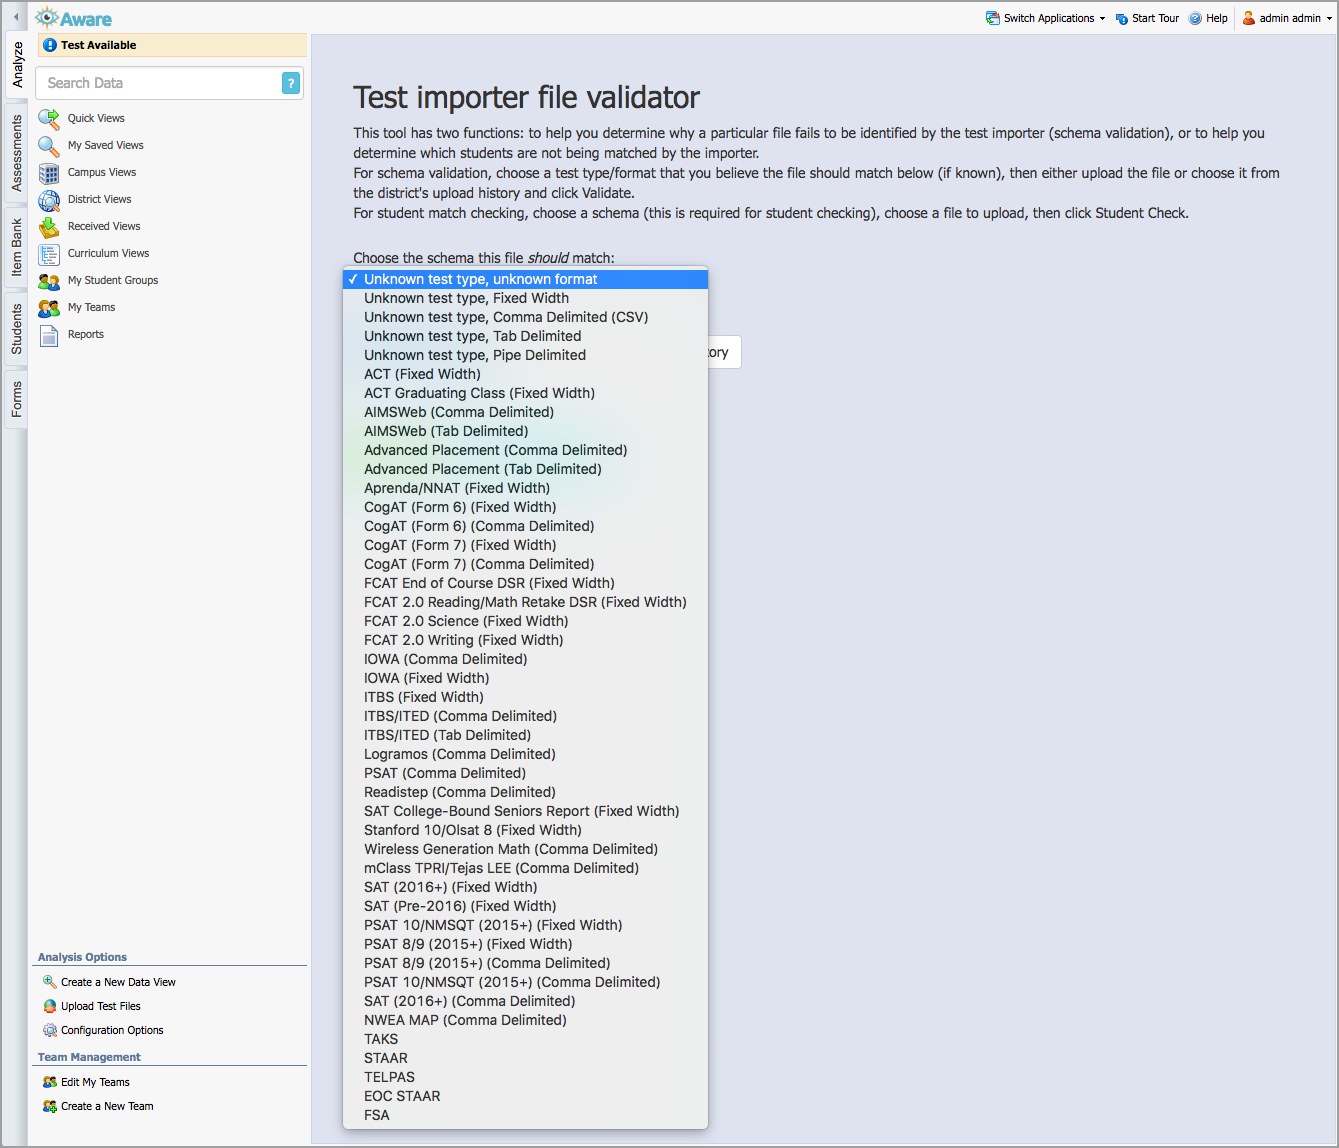 Aware
Switch Applications
Start Tour
Help
admin admin
Analyze
Assessments
Item Bank
Students
Forms
Test Available
Search Data
?
Quick Views
My Saved Views
Campus Views
District Views
Received Views
Curriculum Views
My Student Groups
My Teams
Reports
Analysis Options
Create a New Data View
Upload Test Files
Configuration Options
Team Management
Edit My Teams
Create a New Team
Test importer file validator
This tool has two functions: to help you determine why a particular file fails to be identified by the test importer (schema validation), or to help you
determine which students are not being matched by the importer.
For schema validation, choose a test type/format that you believe the file should match below (if known), then either upload the file or choose it from
the district's upload history and click Validate.
For student match checking, choose a schema (this is required for student checking), choose a file to upload, then click Student Check.
Choose the schema this file should match:
✓ Unknown test type, unknown format
Unknown test type, Fixed Width
Unknown test type, Comma Delimited (CSV)
Unknown test type, Tab Delimited
Unknown test type, Pipe Delimited
ory
ACT (Fixed Width)
ACT Graduating Class (Fixed Width)
AIMSWeb (Comma Delimited)
AIMSWeb (Tab Delimited)
Advanced Placement (Comma Delimited)
Advanced Placement (Tab Delimited)
Aprenda/NNAT (Fixed Width)
CogAT (Form 6) (Fixed Width)
CogAT (Form 6) (Comma Delimited)
CogAT (Form 7) (Fixed Width)
CogAT (Form 7) (Comma Delimited)
FCAT End of Course DSR (Fixed Width)
FCAT 2.0 Reading/Math Retake DSR (Fixed Width)
FCAT 2.0 Science (Fixed Width)
FCAT 2.0 Writing (Fixed Width)
IOWA (Comma Delimited)
IOWA (Fixed Width)
ITBS (Fixed Width)
ITBS/ITED (Comma Delimited)
ITBS/ITED (Tab Delimited)
Logramos (Comma Delimited)
PSAT (Comma Delimited)
Readistep (Comma Delimited)
SAT College-Bound Seniors Report (Fixed Width)
Stanford 10/Olsat 8 (Fixed Width)
Wireless Generation Math (Comma Delimited)
mClass TPRI/Tejas LEE (Comma Delimited)
SAT (2016+) (Fixed Width)
SAT (Pre-2016) (Fixed Width)
PSAT 10/NMSQT (2015+) (Fixed Width)
PSAT 8/9 (2015+) (Fixed Width)
PSAT 8/9 (2015+) (Comma Delimited)
PSAT 10/NMSQT (2015+) (Comma Delimited)
SAT (2016+) (Comma Delimited)
NWEA MAP (Comma Delimited)
TAKS
STAAR
TELPAS
EOC STAAR
FSA